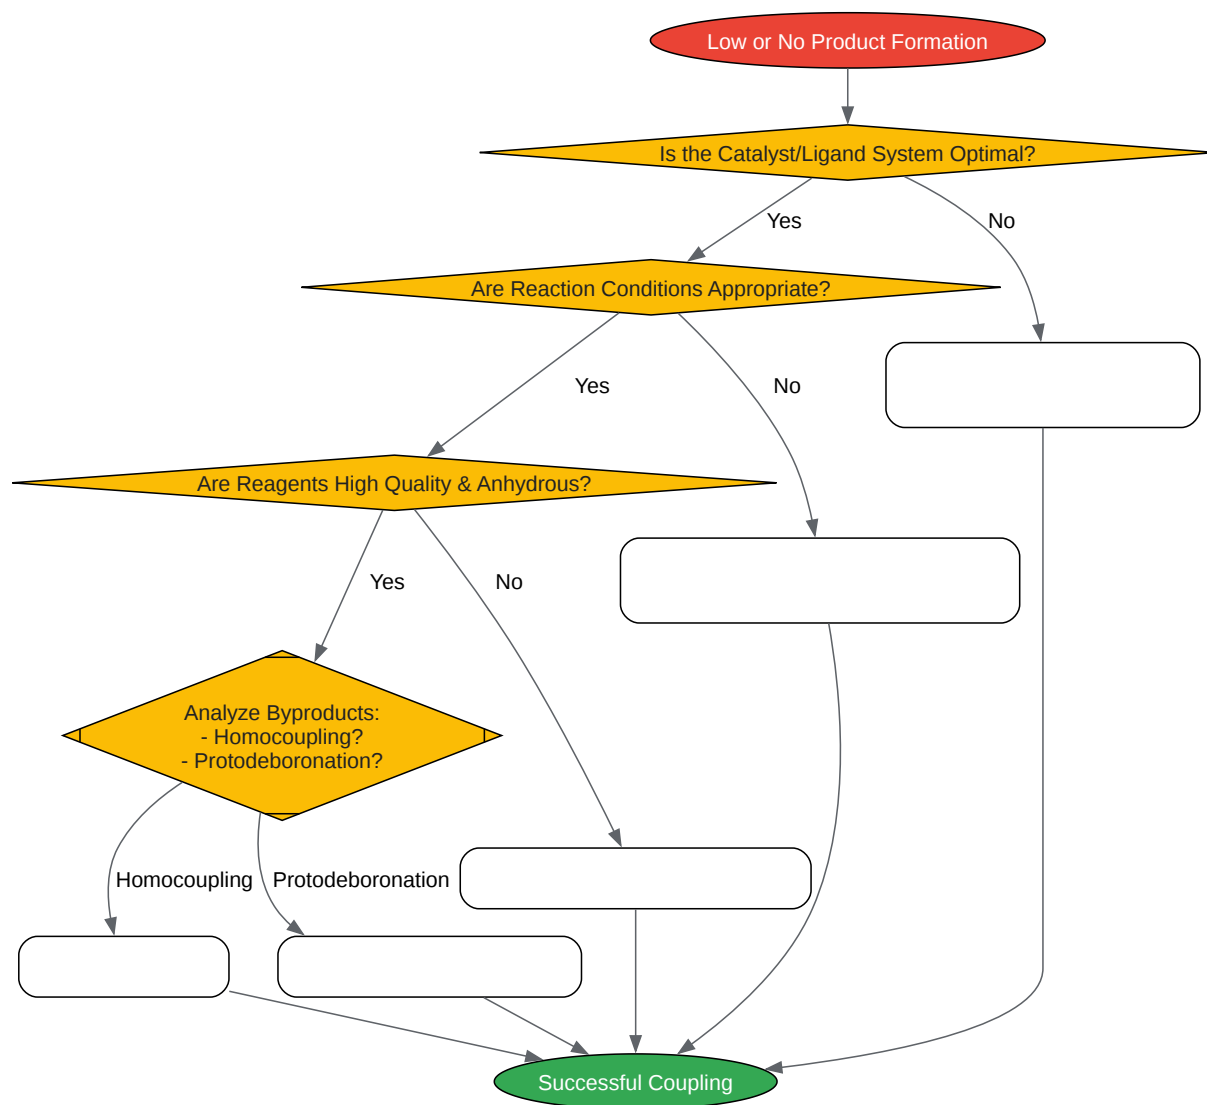 Low or No Product Formation
Is the Catalyst/Ligand System Optimal?
Yes
No
Are Reaction Conditions Appropriate?
Yes
No
Are Reagents High Quality & Anhydrous?
Yes
No
Analyze Byproducts:
- Homocoupling?
- Protodeboronation?
Homocoupling
Protodeboronation
Successful Coupling